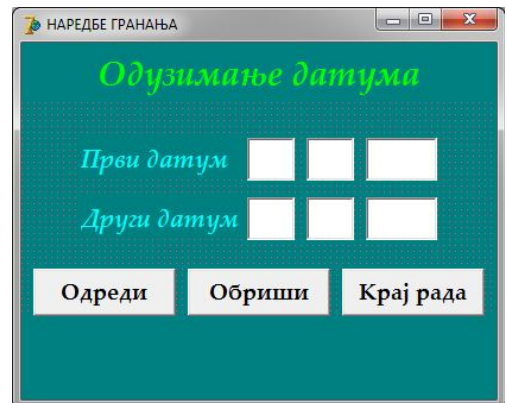 НАРЕДБЕ ГРАНАЊА
Одузимање датума
Први датум
Други датум
Одреди Обриши Крај рада